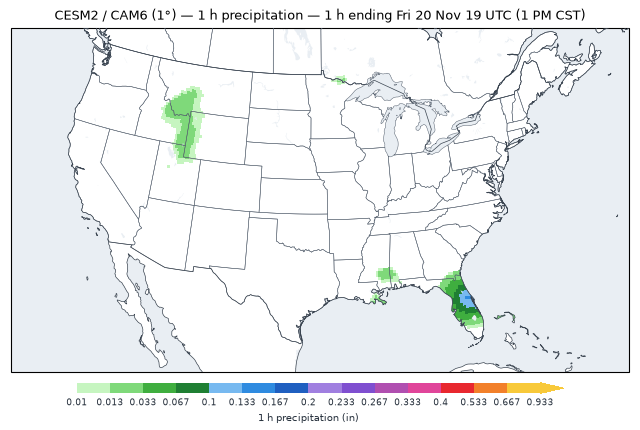 CESM2 / CAM6 (1°) — 1 h precipitation — 1 h ending Fri 20 Nov 19 UTC (1 PM CST)
0.01 0.013 0.033 0.067 0.1 0.133 0.167 0.2 0.233 0.267 0.333 0.4 0.533 0.667 0.933
1 h precipitation (in)